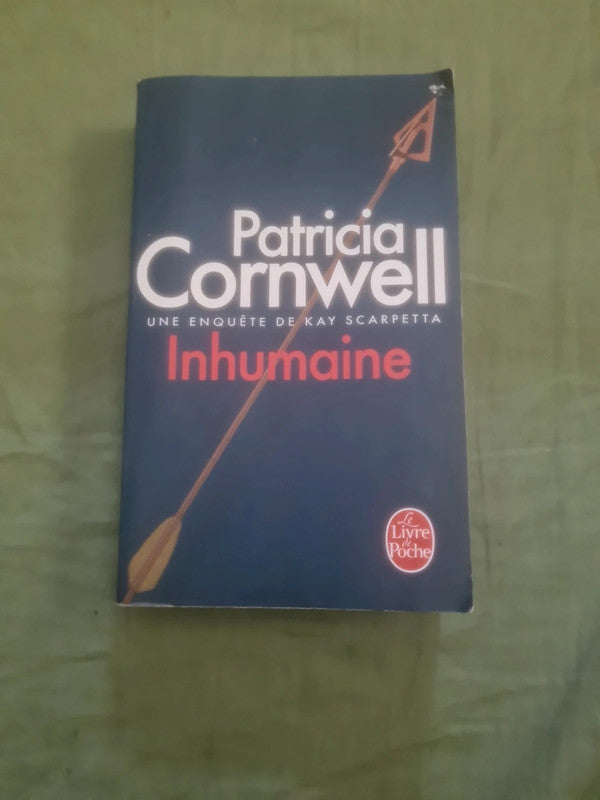 Patricia
Cornwell
UNE ENQUÊTE DE KAY SCARPETTA
Inhumaine
Le
Livre
de
Poche